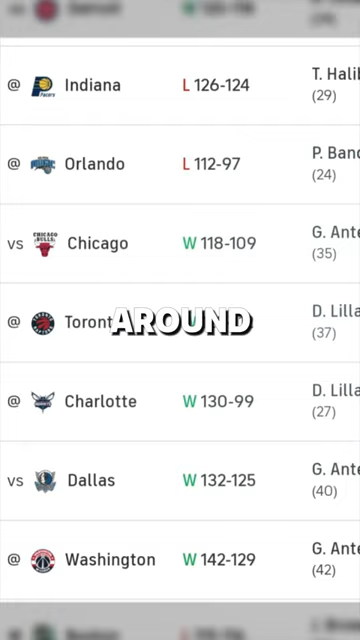 @ Indiana L 126-124 T. Halib
(29)
@ Orlando L 112-97 P. Banc
(24)
vs CHICAGO BULLS Chicago W 118-109 G. Ante
(35)
@ Toront D. Lilla
(37)
AROUND
@ Charlotte W 130-99 D. Lilla
(27)
vs Dallas W 132-125 G. Ante
(40)
@ Washington W 142-129 G. Ante
(42)